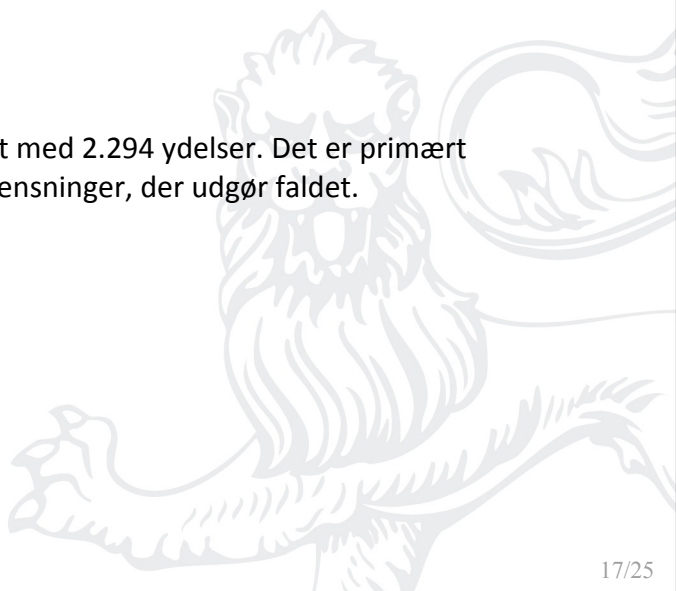 t med 2.294 ydelser. Det er primært
ensninger, der udgør faldet.
17/25